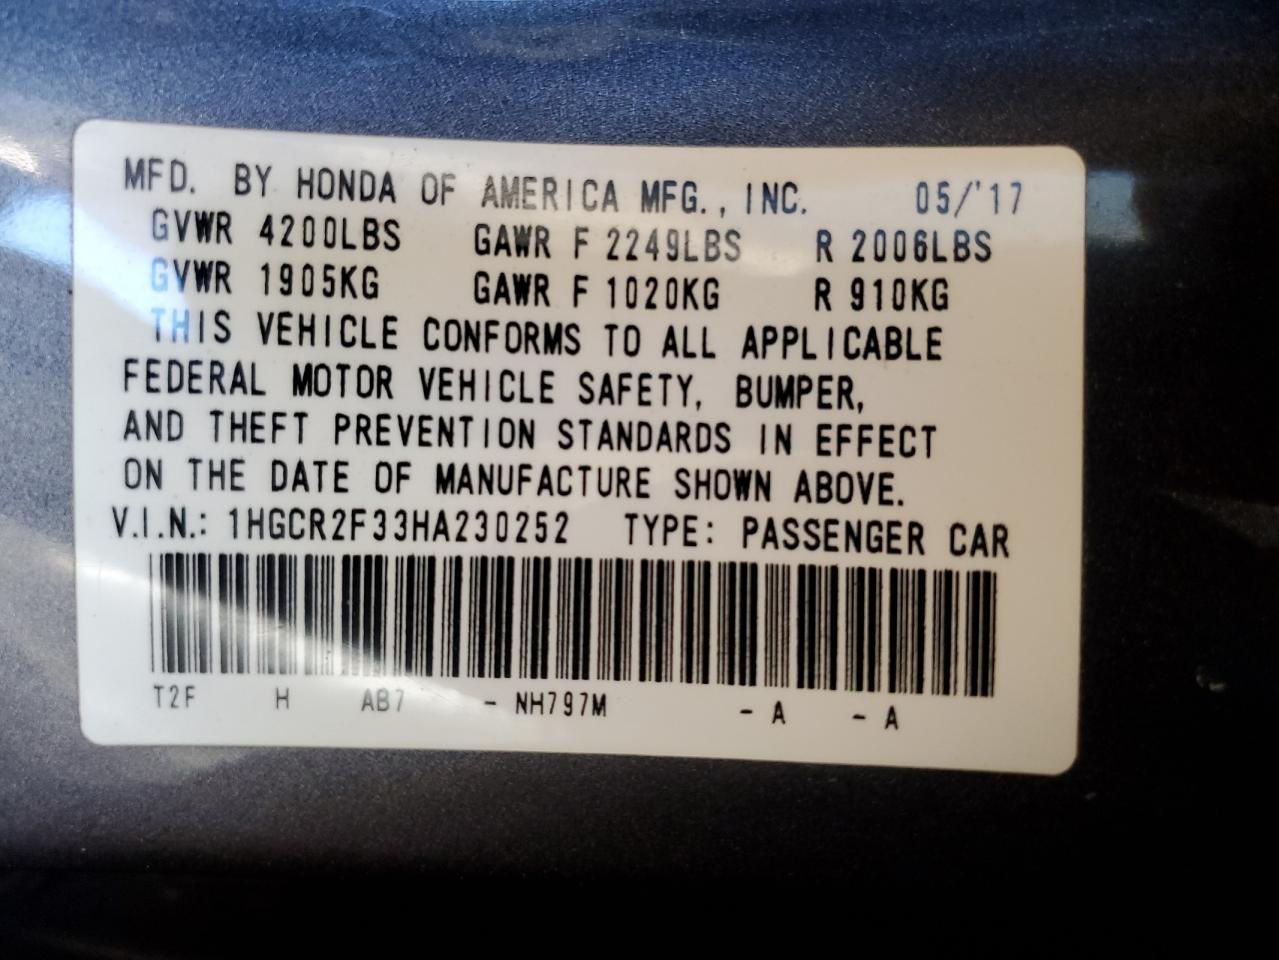 MFD. BY HONDA OF AMERICA MFG., INC. 05/'17
GVWR 4200LBS GAWR F 2249LBS R 2006LBS
GVWR 1905KG GAWR F 1020KG R 910KG
THIS VEHICLE CONFORMS TO ALL APPLICABLE
FEDERAL MOTOR VEHICLE SAFETY, BUMPER,
AND THEFT PREVENTION STANDARDS IN EFFECT
ON THE DATE OF MANUFACTURE SHOWN ABOVE.
V.I.N.: 1HGCR2F33HA230252 TYPE: PASSENGER CAR
T2F H AB7 - NH797M - A - A